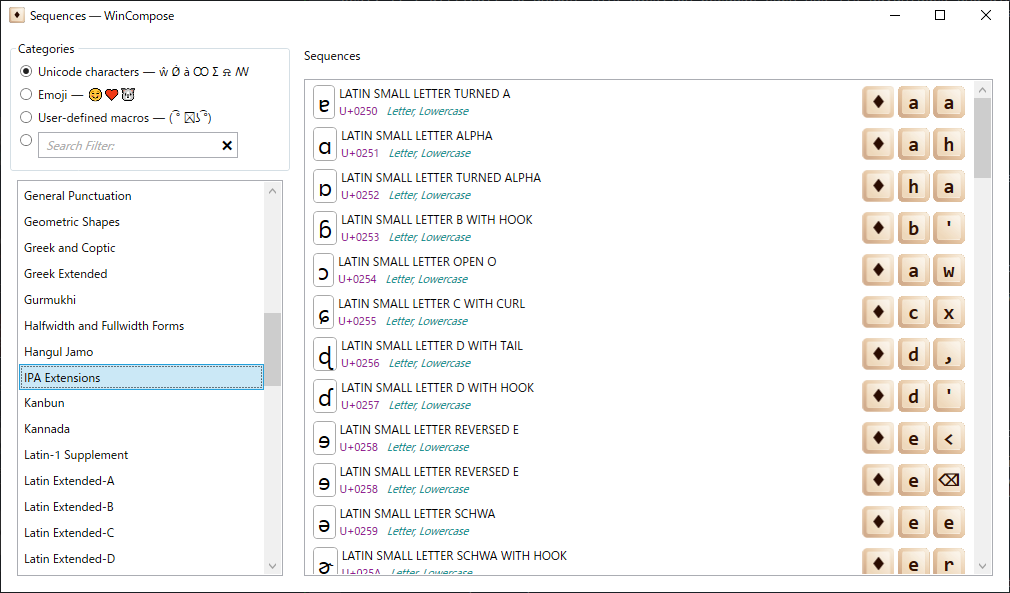 Sequences — WinCompose
Categories
Unicode characters — ŵ Ꝋ̀ à ꝏ Σ
Emoji — 😊❤️🐺
User-defined macros — ( ͡° ͜ʖ ͡°)
Search Filter:
General Punctuation
Geometric Shapes
Greek and Coptic
Greek Extended
Gurmukhi
Halfwidth and Fullwidth Forms
Hangul Jamo
IPA Extensions
Kanbun
Kannada
Latin-1 Supplement
Latin Extended-A
Latin Extended-B
Latin Extended-C
Latin Extended-D
Sequences
ɐ LATIN SMALL LETTER TURNED A ♦ a a
U+0250 Letter, Lowercase
ɑ LATIN SMALL LETTER ALPHA ♦ a h
U+0251 Letter, Lowercase
ɒ LATIN SMALL LETTER TURNED ALPHA ♦ h a
U+0252 Letter, Lowercase
ɓ LATIN SMALL LETTER B WITH HOOK ♦ b '
U+0253 Letter, Lowercase
ɔ LATIN SMALL LETTER OPEN O ♦ a w
U+0254 Letter, Lowercase
ɕ LATIN SMALL LETTER C WITH CURL ♦ c x
U+0255 Letter, Lowercase
ɖ LATIN SMALL LETTER D WITH TAIL ♦ d ,
U+0256 Letter, Lowercase
ɗ LATIN SMALL LETTER D WITH HOOK ♦ d '
U+0257 Letter, Lowercase
ɘ LATIN SMALL LETTER REVERSED E ♦ e <
U+0258 Letter, Lowercase
ɘ LATIN SMALL LETTER REVERSED E ♦ e ⌫
U+0258 Letter, Lowercase
ə LATIN SMALL LETTER SCHWA ♦ e e
U+0259 Letter, Lowercase
ɚ LATIN SMALL LETTER SCHWA WITH HOOK ♦ e r
U+025A Letter, Lowercase